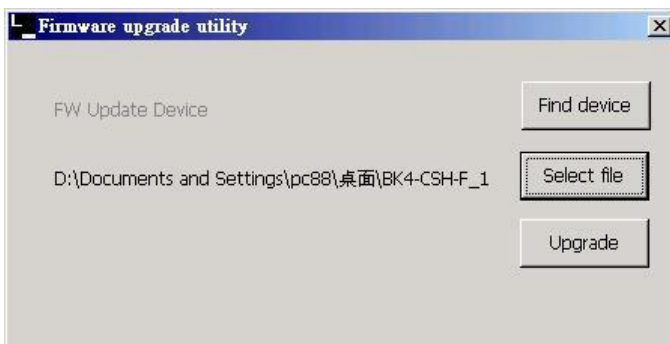 Firmware upgrade utility
FW Update Device
Find device
D:\Documents and Settings\pc88\桌面\BK4-CSH-F_1
Select file
Upgrade